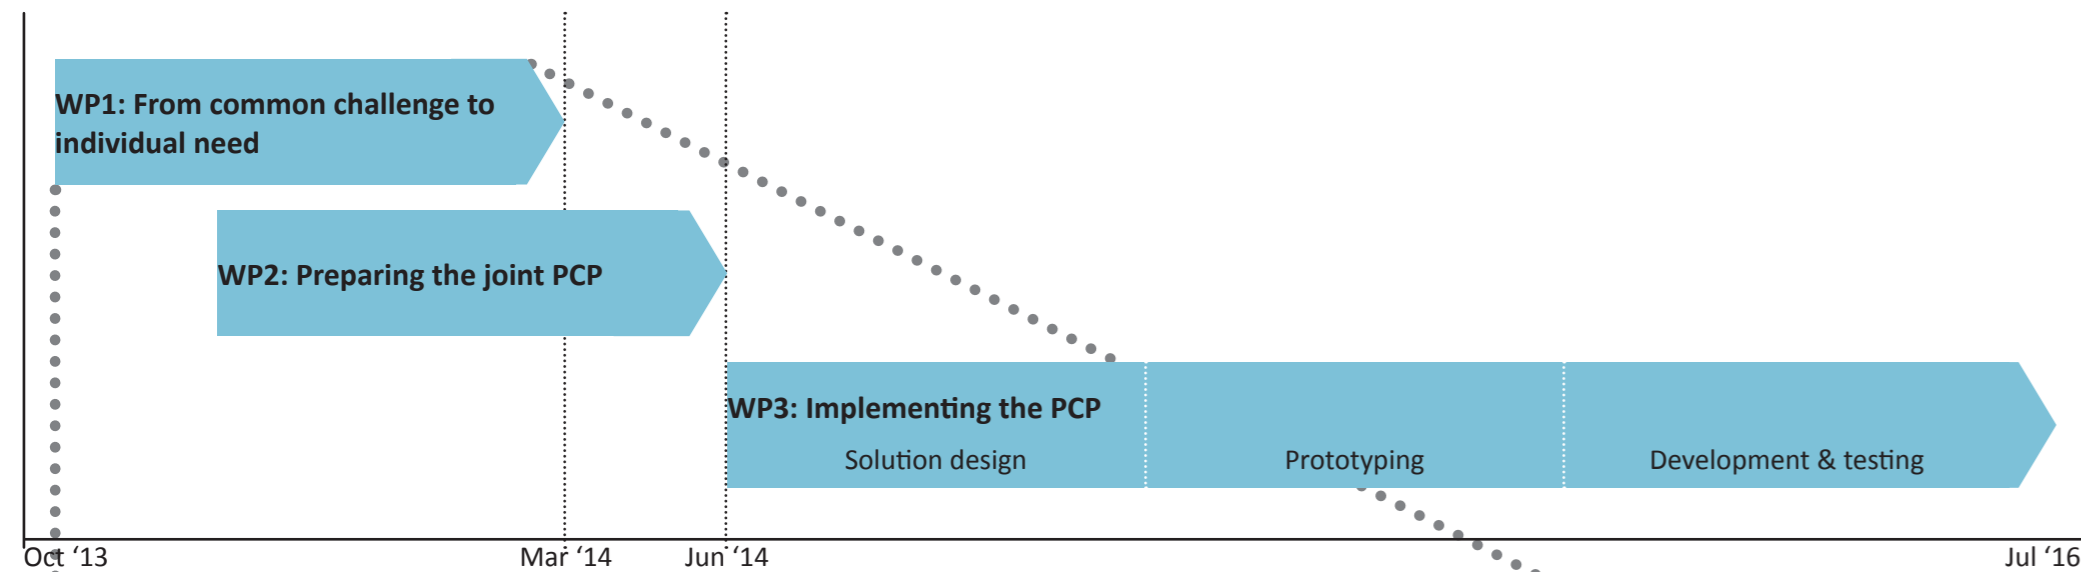 WP1: From common challenge to
individual need
WP2: Preparing the joint PCP
WP3: Implementing the PCP
Solution design
Prototyping
Development & testing
Oct ‘13
Mar ‘14
Jun ‘14
Jul ‘16